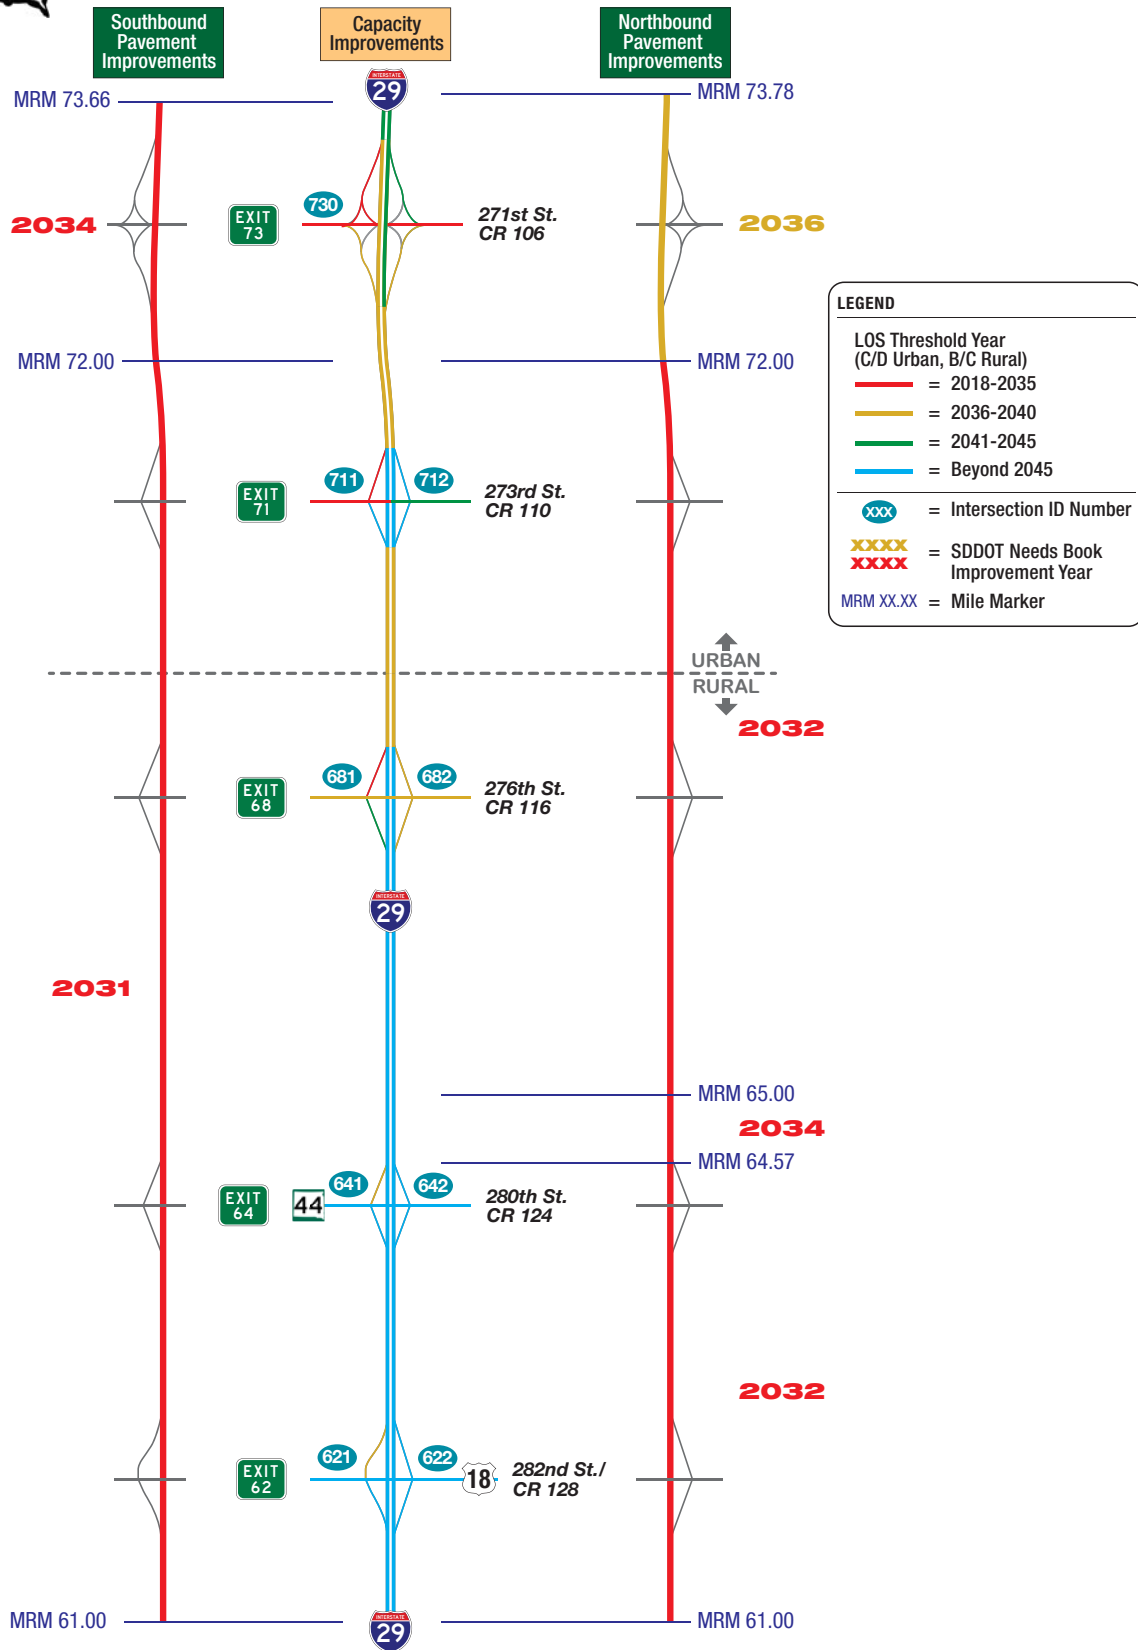 Southbound
Pavement
Improvements
Capacity
Improvements
Northbound
Pavement
Improvements
INTERSTATE
29
MRM 73.66
MRM 73.78
730
2034
EXIT
73
271st St.
CR 106
2036
MRM 72.00
MRM 72.00
LEGEND
LOS Threshold Year
(C/D Urban, B/C Rural)
= 2018-2035
= 2036-2040
= 2041-2045
= Beyond 2045
XXX = Intersection ID Number
XXXX
XXXX
= SDDOT Needs Book
Improvement Year
MRM XX.XX = Mile Marker
711
712
EXIT
71
273rd St.
CR 110
URBAN
RURAL
2032
681
682
EXIT
68
276th St.
CR 116
INTERSTATE
29
2031
MRM 65.00
2034
MRM 64.57
641
642
EXIT
64
44
280th St.
CR 124
2032
621
622
EXIT
62
18
282nd St./
CR 128
MRM 61.00
INTERSTATE
29
MRM 61.00